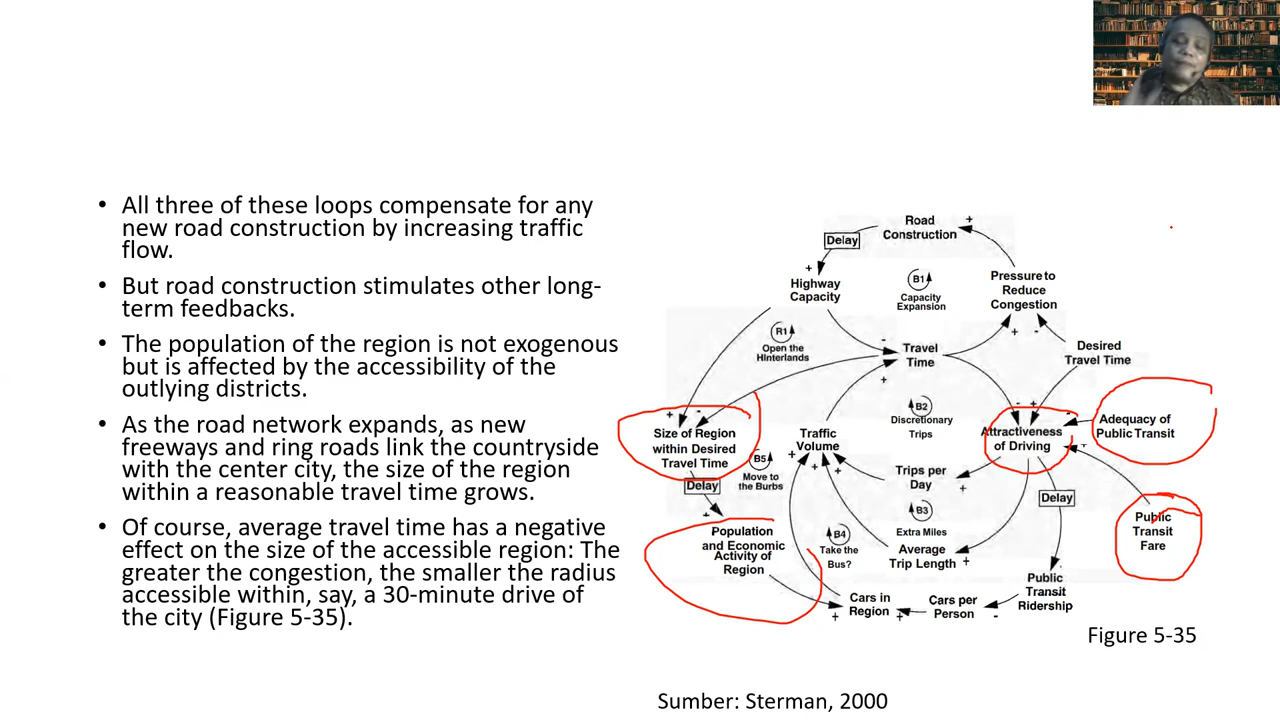 • All three of these loops compensate for any
new road construction by increasing traffic
flow.
• But road construction stimulates other long-
term feedbacks.
• The population of the region is not exogenous
but is affected by the accessibility of the
outlying districts.
• As the road network expands, as new
freeways and ring roads link the countryside
with the center city, the size of the region
within a reasonable travel time grows.
• Of course, average travel time has a negative
effect on the size of the accessible region: The
greater the congestion, the smaller the radius
accessible within, say, a 30-minute drive of
the city (Figure 5-35).
Road
Construction
+
Delay
+
Highway
Capacity
B1
Capacity
Expansion
Pressure to
Reduce
Congestion
+ -
R1
Open the
Hinterlands
-
Travel
Time
+
Desired
Travel Time
B2
Discretionary
Trips
- +
Attractiveness
of Driving
-
Adequacy of
Public Transit
+ -
Size of Region
within Desired
Travel Time
Traffic
Volume
+ + +
B5
Move to
the Burbs
Trips per
Day
+
Delay
+
Delay
B3
Extra Miles
Public
Transit
Fare
Population
and Economic
Activity of
Region
B4
Take the
Bus?
Average
Trip Length
+
Public
Transit
Ridership
-
Cars in
Region
+ +
Cars per
Person
Figure 5-35
Sumber: Sterman, 2000